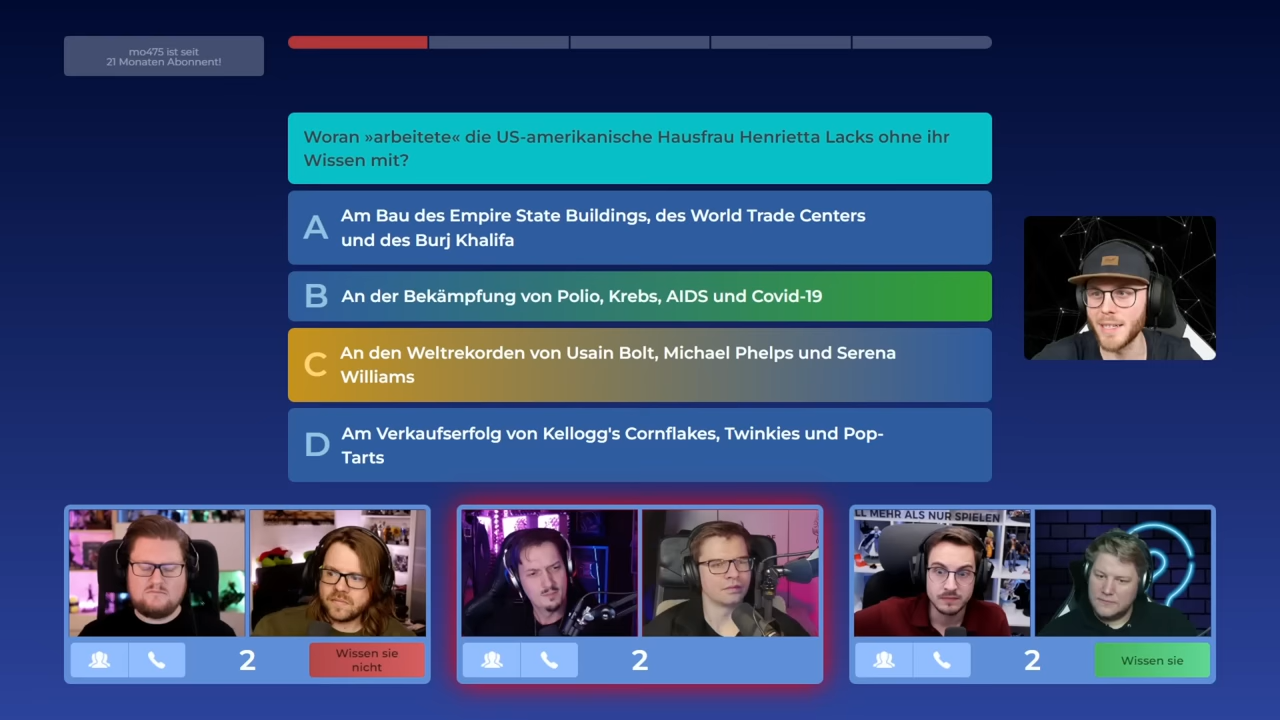 mo475 ist seit
21 Monaten Abonnent!
Woran »arbeitete« die US-amerikanische Hausfrau Henrietta Lacks ohne ihr
Wissen mit?
A
Am Bau des Empire State Buildings, des World Trade Centers
und des Burj Khalifa
B
An der Bekämpfung von Polio, Krebs, AIDS und Covid-19
C
An den Weltrekorden von Usain Bolt, Michael Phelps und Serena
Williams
D
Am Verkaufserfolg von Kellogg's Cornflakes, Twinkies und Pop-
Tarts
LL MEHR ALS NUR SPIELEN
2
Wissen sie
nicht
2
2
Wissen sie